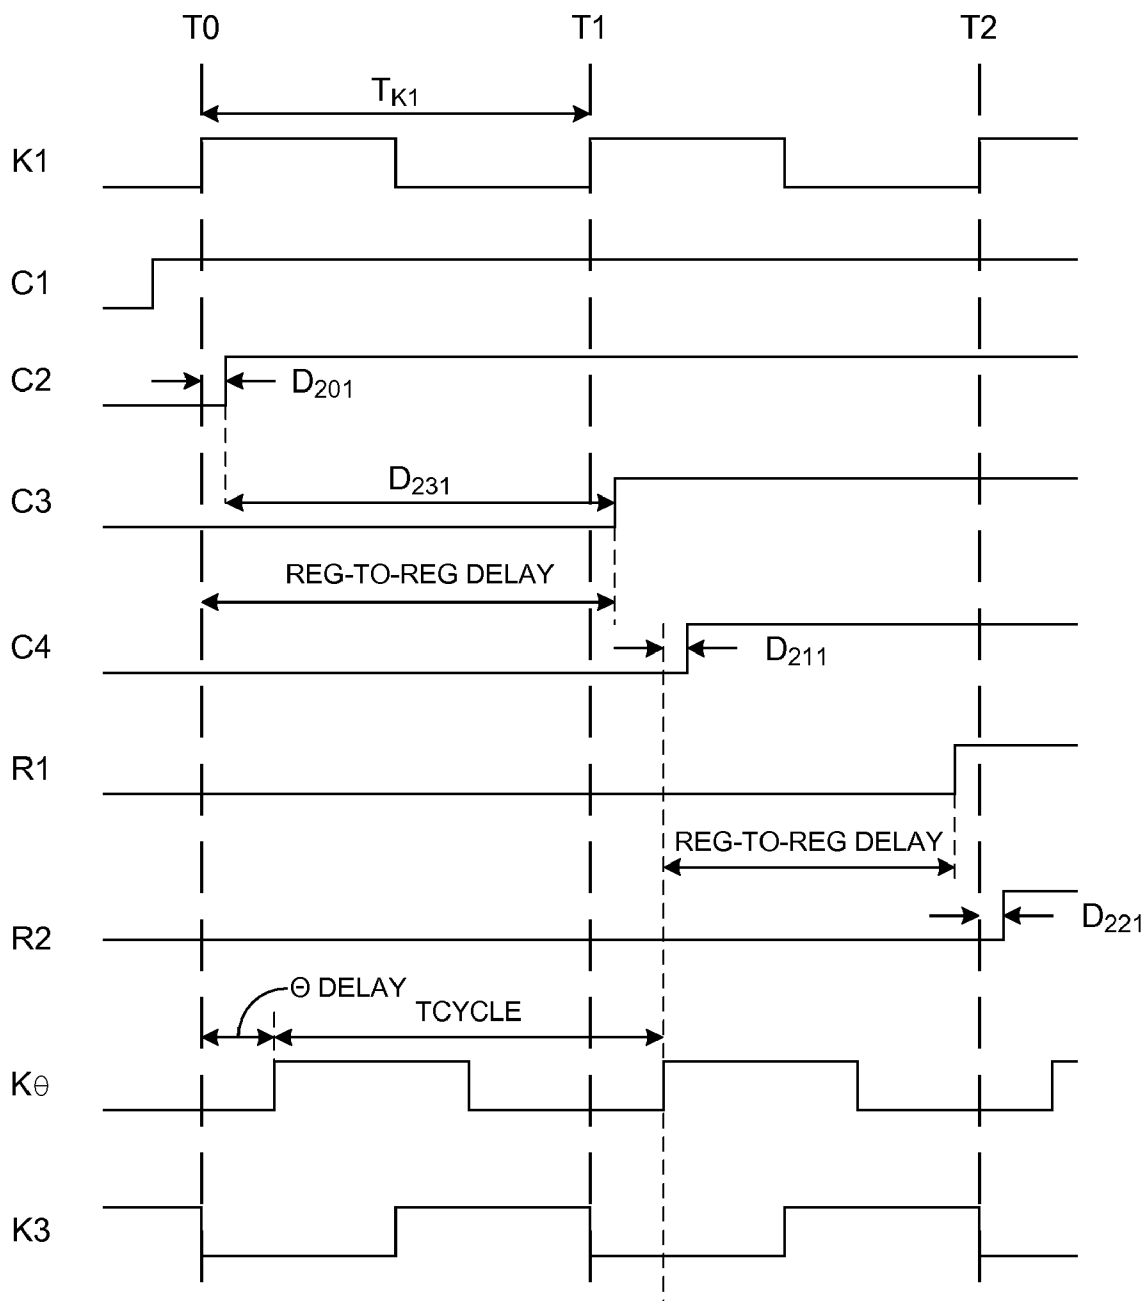 T0 T1 T2
TK1
K1
C1
C2 D201
C3 D231
REG-TO-REG DELAY
C4 D211
R1
REG-TO-REG DELAY
R2 D221
Θ DELAY
TCYCLE
Kθ
K3